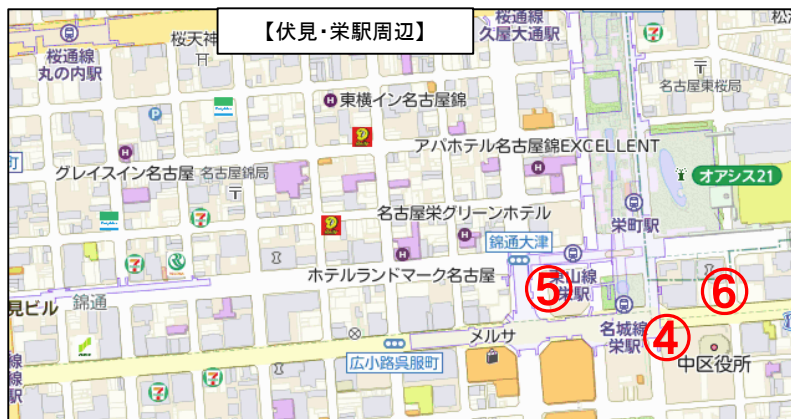 【伏見・栄駅周辺】
桜通線
丸の内駅
桜天神
桜通線
久屋大通駅
名古屋東桜局
東横イン名古屋錦
アパホテル名古屋錦EXCELLENT
町
グレイスイン名古屋
名古屋錦局
オアシス21
名古屋栄グリーンホテル
栄町駅
錦通大津
ホテルランドマーク名古屋
東山線
栄駅
⑤
⑥
見ビル
錦通
名城線
栄駅
④
メルサ
広小路呉服町
中区役所
線
線
駅